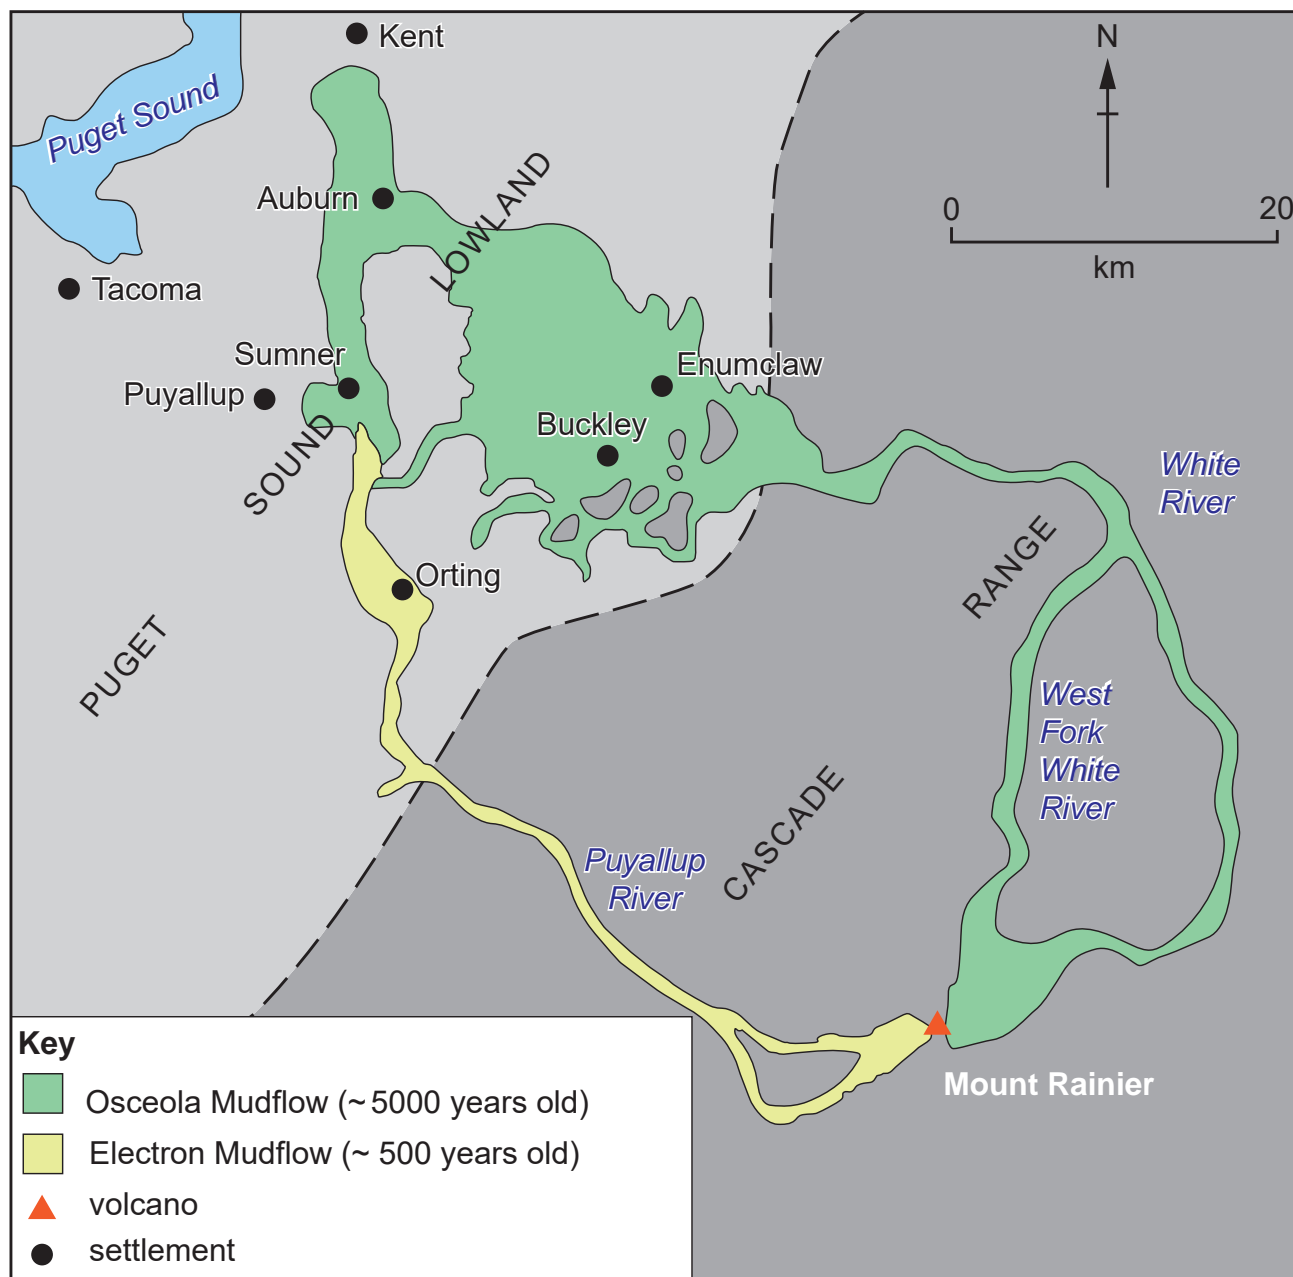 Kent
N
Puget Sound
Auburn
LOWLAND
0 20
km
Tacoma
Sumner
Enumclaw
Puyallup
Buckley
SOUND
White
River
RANGE
Orting
PUGET
West
Fork
White
River
CASCADE
Puyallup
River
Mount Rainier
Key
Osceola Mudflow (~ 5000 years old)
Electron Mudflow (~ 500 years old)
volcano
settlement